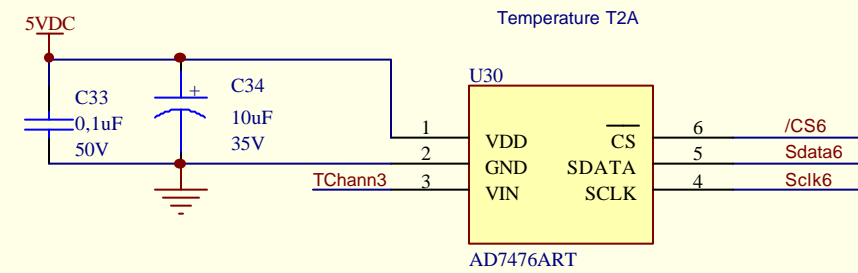 Temperature T2A
5VDC
C33
0,1uF
50V
+
C34
10uF
35V
U30
1 VDD CS 6 /CS6
2 GND SDATA 5 Sdata6
TChann3 3 VIN SCLK 4 Sclk6
AD7476ART